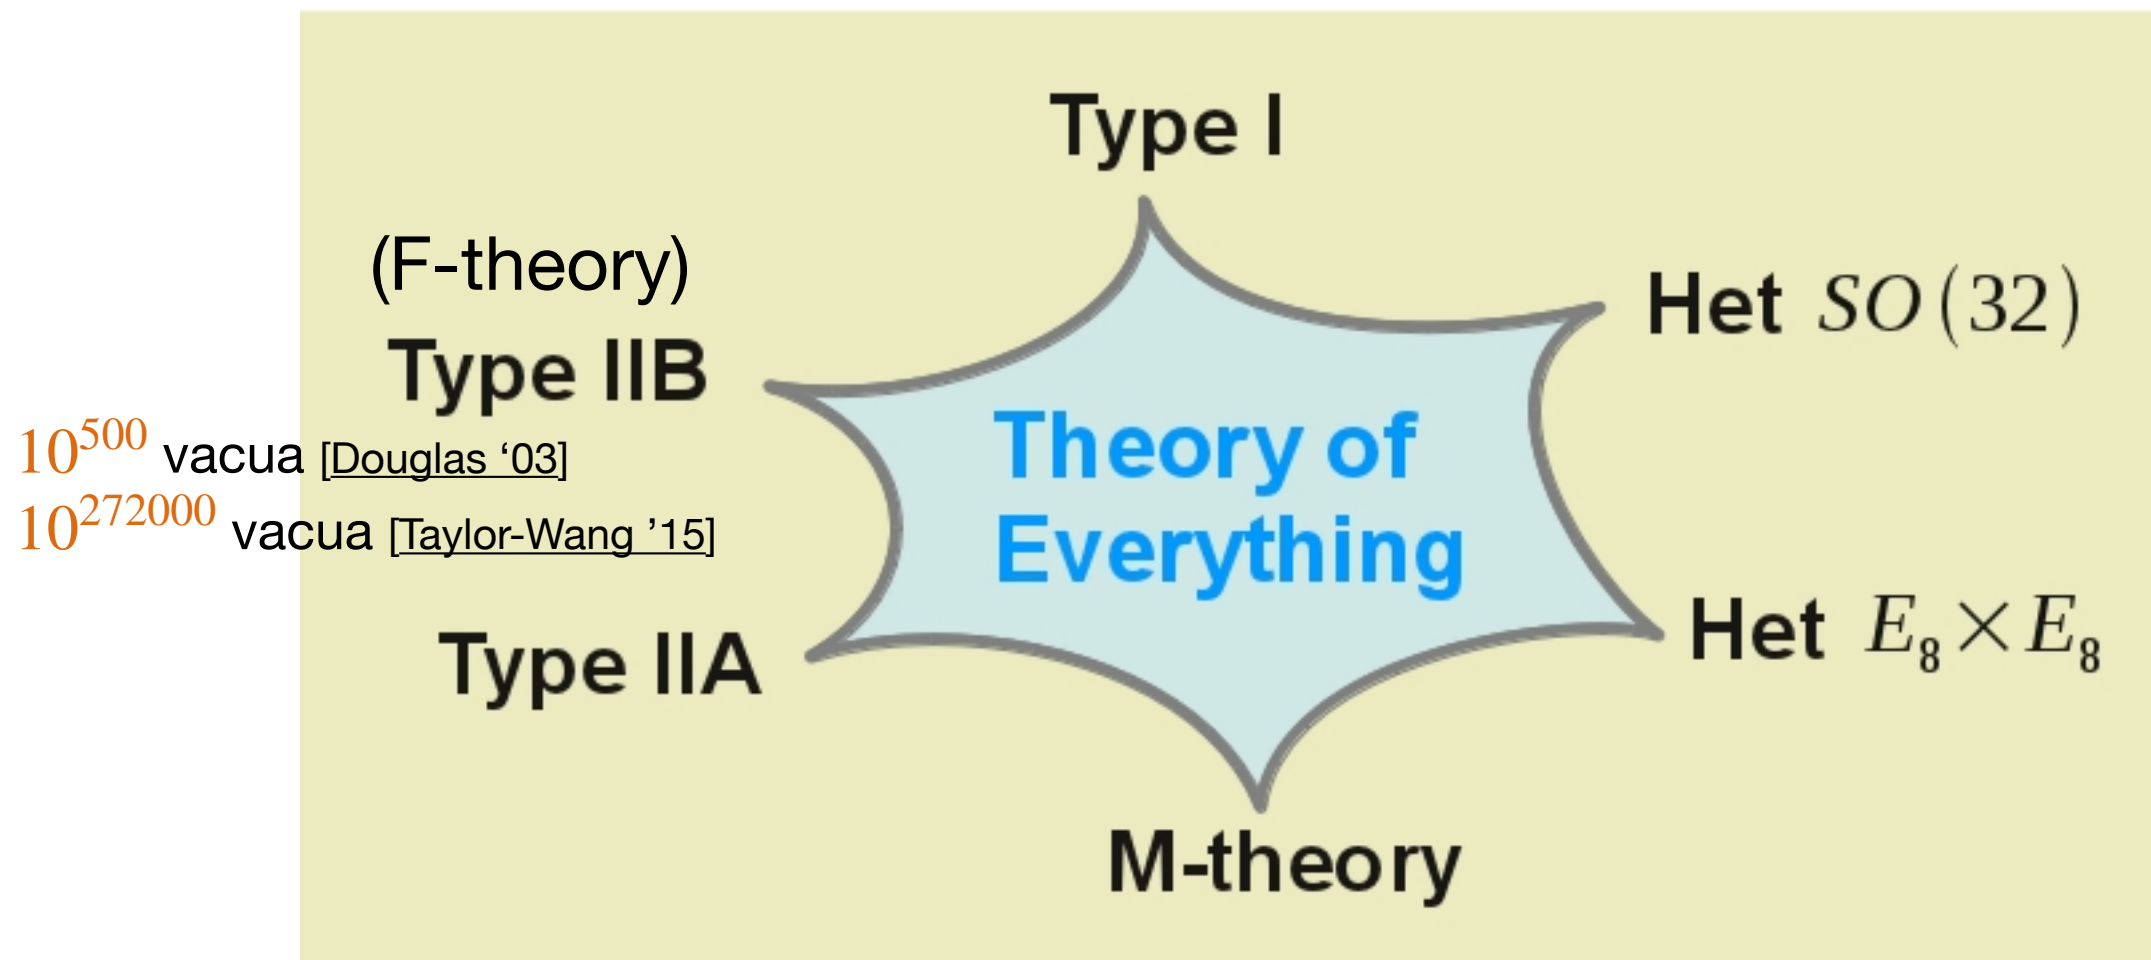 Type I
(F-theory)
Het SO(32)
Type IIB
10^500 vacua [Douglas ‘03]
10^272000 vacua [Taylor-Wang ’15]
Theory of
Everything
Type IIA
Het E₈×E₈
M-theory